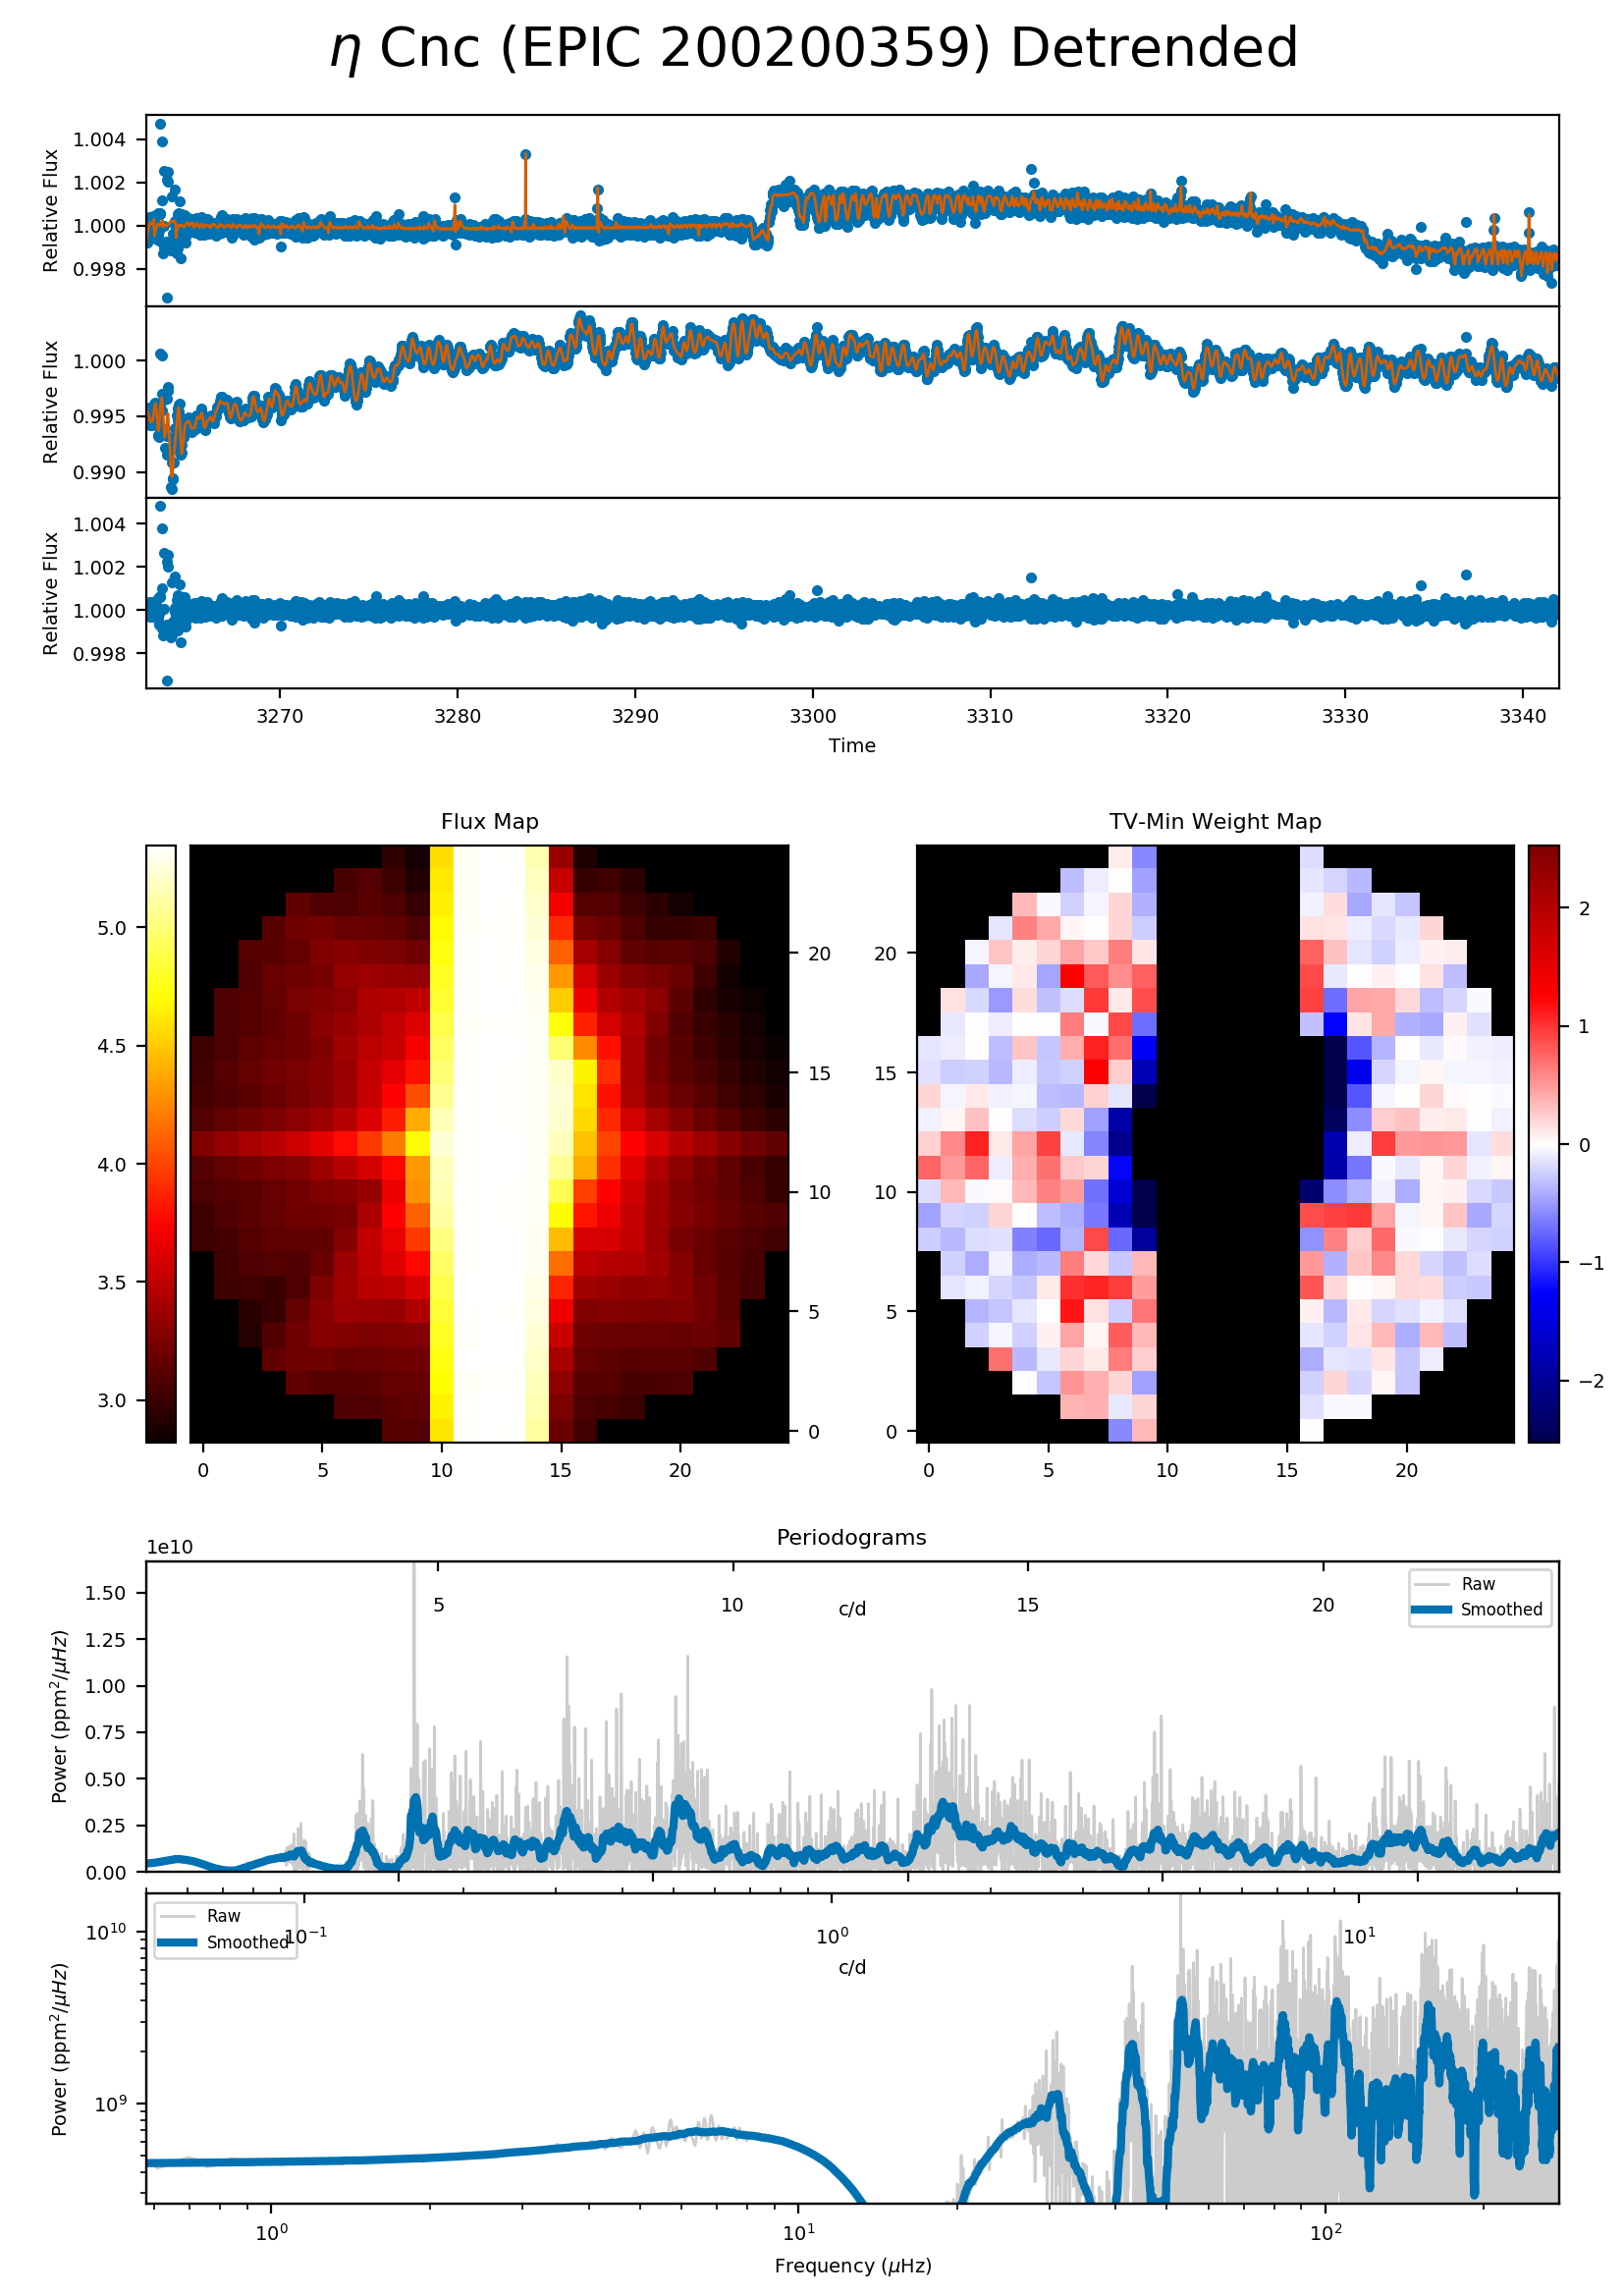 η Cnc (EPIC 200200359) Detrended
1.004
1.002
1.000
0.998
Relative Flux
1.000
0.995
0.990
Relative Flux
1.004
1.002
1.000
0.998
Relative Flux
3270 3280 3290 3300 3310 3320 3330 3340
Time
Flux Map
5.0
4.5
4.0
3.5
3.0
20
15
10
5
0
0 5 10 15 20
TV-Min Weight Map
20
15
10
5
0
0 5 10 15 20
2
1
0
−1
−2
Periodograms
1e10
1.50
1.25
1.00
0.75
0.50
0.25
0.00
Power (ppm²/μHz)
5 10 15 20
c/d
Raw
Smoothed
10¹⁰
10⁹
Power (ppm²/μHz)
Raw
Smoothed
10⁻¹ 10⁰ 10¹
c/d
10⁰ 10¹ 10²
Frequency (μHz)